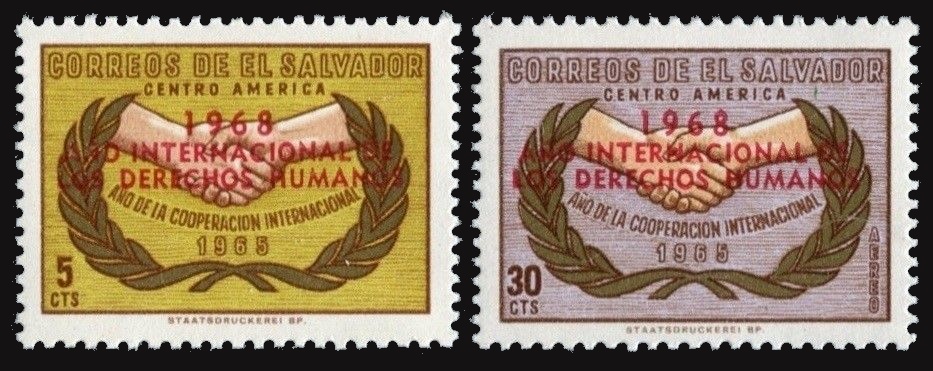 CORREOS DE EL SALVADOR
CENTRO AMERICA
1968
AÑO INTERNACIONAL DE
LOS DERECHOS HUMANOS
AÑO DE LA COOPERACION INTERNACIONAL
1965
5
CTS
STAATSDRUCKEREI BP.
CORREOS DE EL SALVADOR
CENTRO AMERICA
1968
AÑO INTERNACIONAL DE
LOS DERECHOS HUMANOS
AÑO DE LA COOPERACION INTERNACIONAL
1965
30
CTS
AEREO
STAATSDRUCKEREI BP.